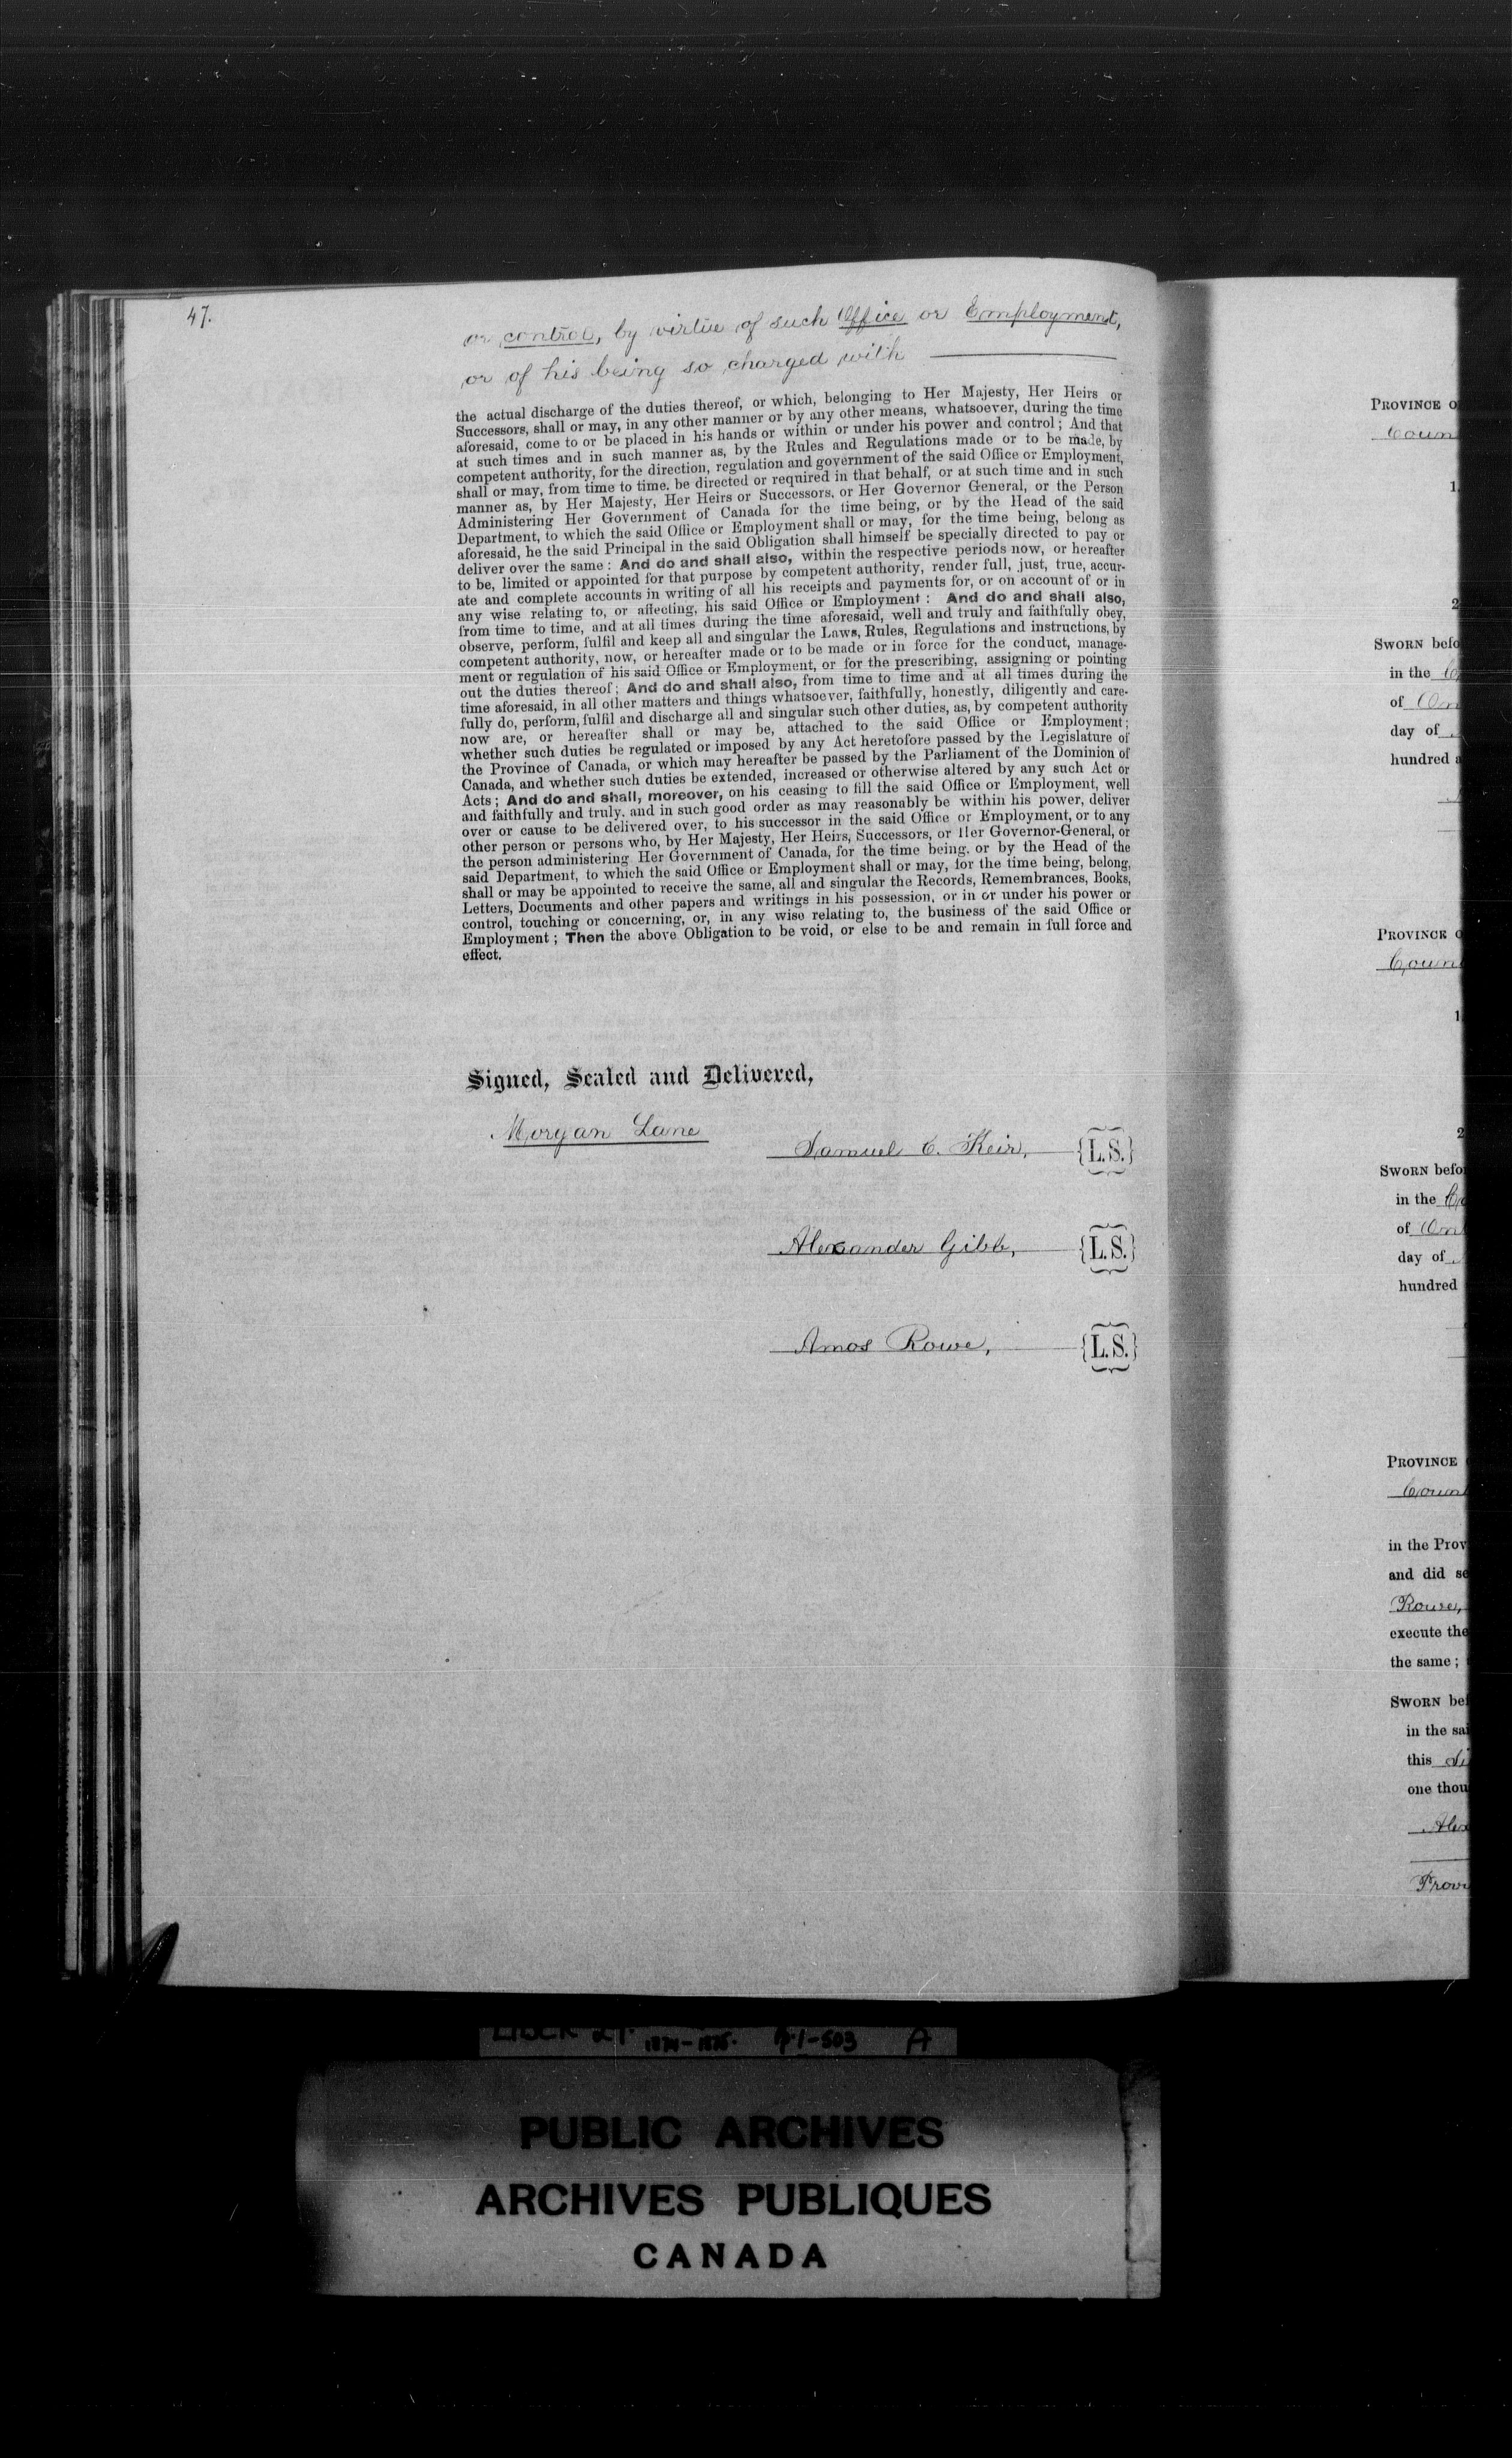 47.
or control, by virtue of such Office or Employment,
or of his being so charged with
the actual discharge of the duties thereof, or which, belonging to Her Majesty, Her Heirs or
Successors, shall or may, in any other manner or by any other means, whatsoever, during the time
aforesaid, come to or be placed in his hands or within or under his power and control; And that
at such times and in such manner as, by the Rules and Regulations made or to be made, by
competent authority, for the direction, regulation and government of the said Office or Employment,
shall or may, from time to time, be directed or required in that behalf, or at such time and in such
manner as, by Her Majesty, Her Heirs or Successors, or Her Governor General, or the Person
Administering Her Government of Canada for the time being, or by the Head of the said
Department, to which the said Office or Employment shall or may, for the time being, belong as
aforesaid, he the said Principal in the said Obligation shall himself be specially directed to pay or
deliver over the same: And do and shall also, within the respective periods now, or hereafter
to be, limited or appointed for that purpose by competent authority, render full, just, true, accur-
ate and complete accounts in writing of all his receipts and payments for, or on account of or in
any wise relating to, or affecting, his said Office or Employment: And do and shall also,
from time to time, and at all times during the time aforesaid, well and truly and faithfully obey,
observe, perform, fulfil and keep all and singular the Laws, Rules, Regulations and instructions, by
competent authority, now, or hereafter made or to be made or in force for the conduct, manage-
ment or regulation of his said Office or Employment, or for the prescribing, assigning or pointing
out the duties thereof; And do and shall also, from time to time and at all times during the
time aforesaid, in all other matters and things whatsoever, faithfully, honestly, diligently and care-
fully do, perform, fulfil and discharge all and singular such other duties, as, by competent authority
now are, or hereafter shall or may be, attached to the said Office or Employment;
whether such duties be regulated or imposed by any Act heretofore passed by the Legislature of
the Province of Canada, or which may hereafter be passed by the Parliament of the Dominion of
Canada, and whether such duties be extended, increased or otherwise altered by any such Act or
Acts; And do and shall, moreover, on his ceasing to fill the said Office or Employment, well
and faithfully and truly, and in such good order as may reasonably be within his power, deliver
over or cause to be delivered over, to his successor in the said Office or Employment, or to any
other person or persons who, by Her Majesty, Her Heirs, Successors, or Her Governor-General, or
the person administering Her Government of Canada, for the time being, or by the Head of the
said Department, to which the said Office or Employment shall or may, for the time being, belong,
shall or may be appointed to receive the same, all and singular the Records, Remembrances, Books,
Letters, Documents and other papers and writings in his possession, or in or under his power or
control, touching or concerning, or, in any wise relating to, the business of the said Office or
Employment; Then the above Obligation to be void, or else to be and remain in full force and
effect.
Signed, Sealed and Delivered,
Morgan Lane
Samuel C. Keir, {L.S.}
Alexander Gibb, {L.S.}
Amos Rowe, {L.S.}
PROVINCE O
Coun
1.
2
SWORN befo
in the
of On
day of
hundred a
PROVINCE O
Coun
1
2
SWORN befo
in the
of On
day of
hundred
PROVINCE
Coun
in the Prov
and did se
Rowe,
execute the
the same;
SWORN bef
in the sai
this
one thou
Alex
Prov
LIBER 21. 1874-1875. p.1-503 A
PUBLIC ARCHIVES
ARCHIVES PUBLIQUES
CANADA